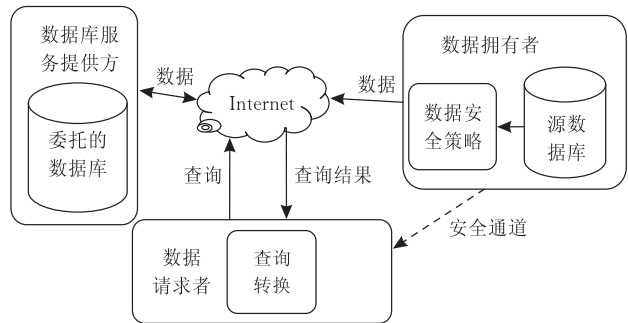 数据库服
务提供方
委托的
数据库
数据
Internet
数据
数据拥有者
数据安
全策略
源数
据库
查询
查询结果
安全通道
数据
请求者
查询
转换